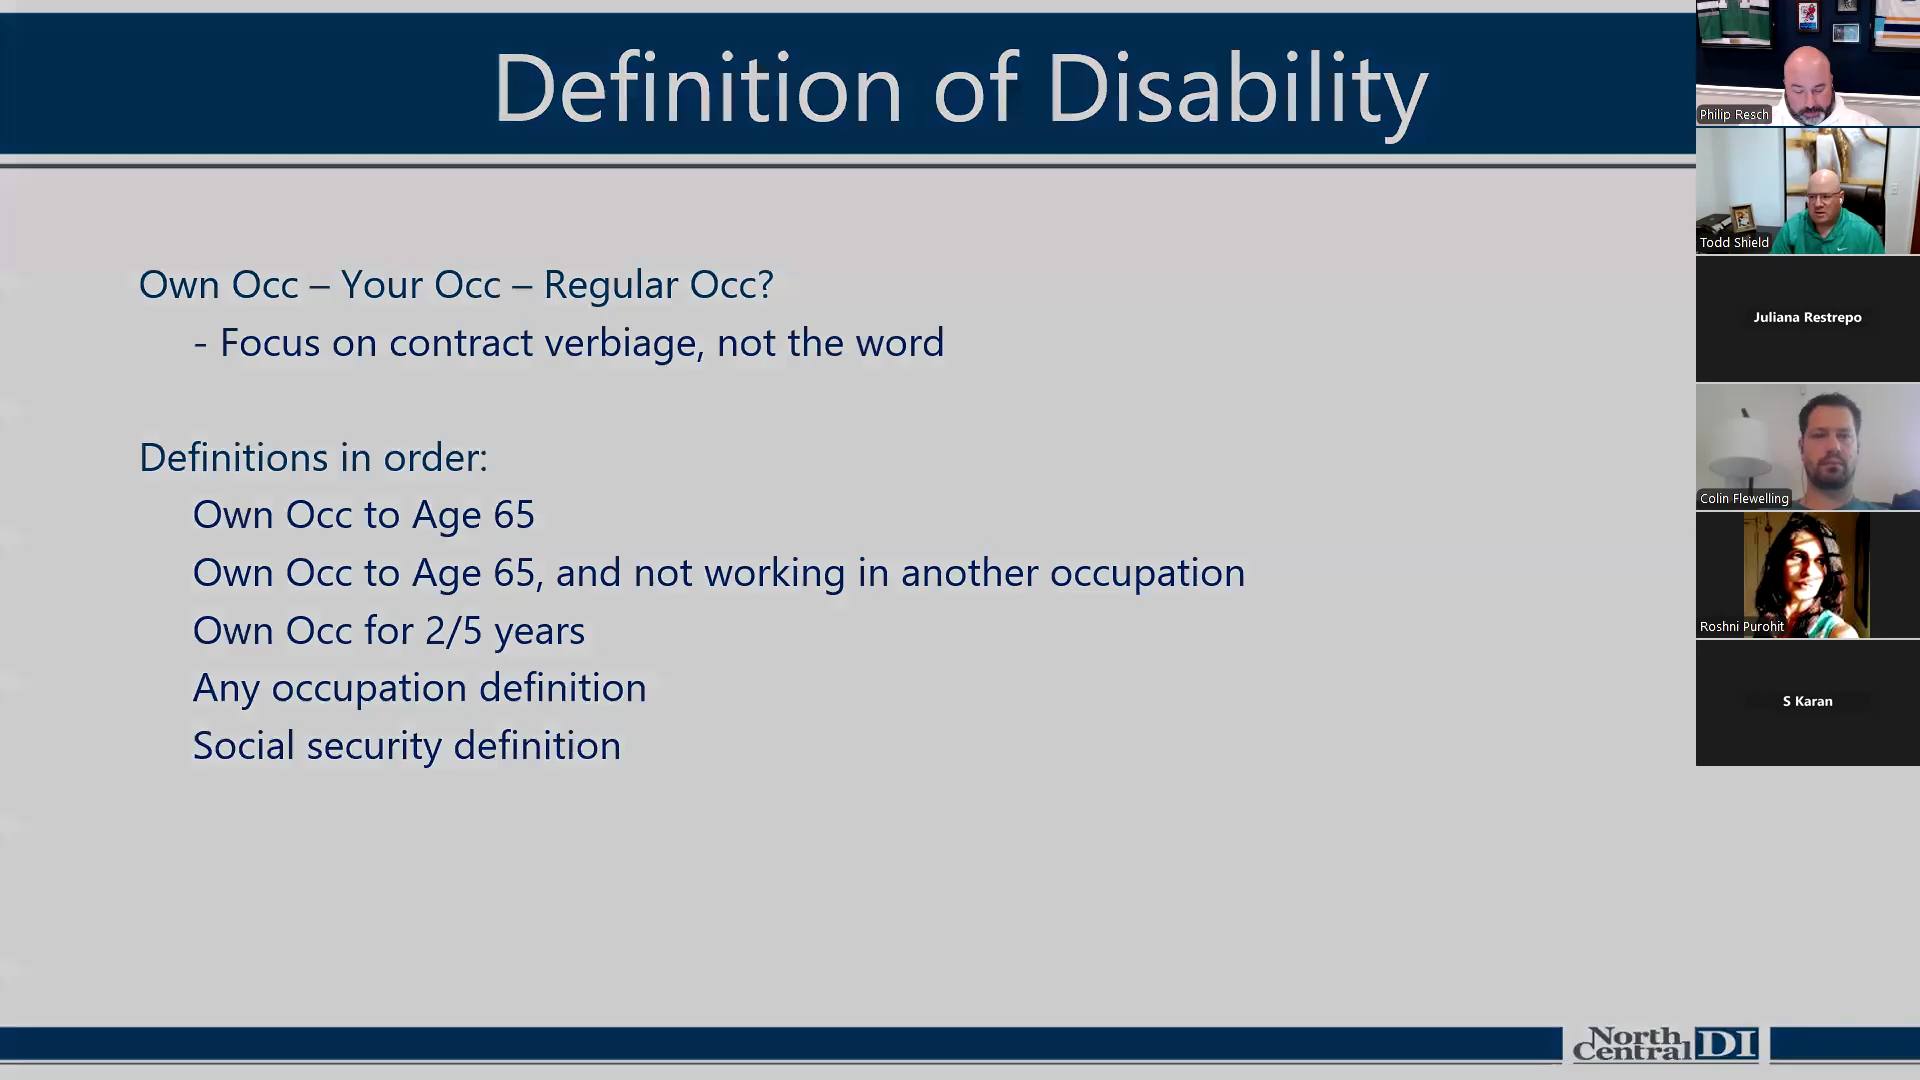 Definition of Disability
Own Occ – Your Occ – Regular Occ?
- Focus on contract verbiage, not the word
Definitions in order:
Own Occ to Age 65
Own Occ to Age 65, and not working in another occupation
Own Occ for 2/5 years
Any occupation definition
Social security definition
North
Central DI
Philip Resch
Todd Shield
Juliana Restrepo
Colin Flewelling
Roshni Purohit
S Karan